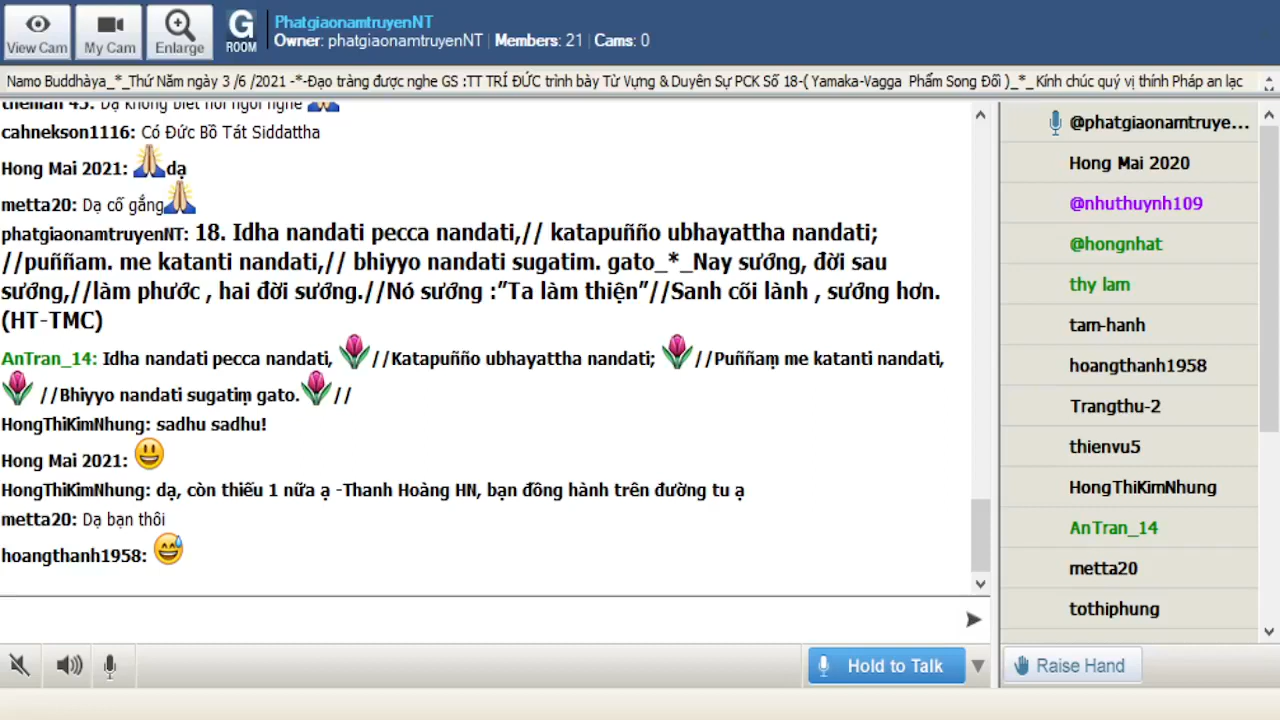 View Cam
My Cam
Enlarge
G
ROOM
PhatgiaonamtruyenNT
Owner: phatgiaonamtruyenNT | Members: 21 | Cams: 0
Namo Buddhàya_*_Thứ Năm ngày 3 /6 /2021 -*-Đạo tràng được nghe GS :TT TRÍ ĐỨC trình bày Từ Vựng & Duyên Sự PCK Số 18-( Yamaka-Vagga Phẩm Song Đối )_*_ Kính chúc quý vị thính Pháp an lạc
cahnekson1116: Có Đức Bồ Tát Siddattha
Hong Mai 2021: dạ
metta20: Dạ cố gắng
phatgiaonamtruyenNT: 18. Idha nandati pecca nandati,// katapuñño ubhayattha nandati;
//puññam. me katanti nandati,// bhiyyo nandati sugatim. gato_*_Nay sướng, đời sau
sướng,//làm phước , hai đời sướng.//Nó sướng :”Ta làm thiện”//Sanh cõi lành , sướng hơn.
(HT-TMC)
AnTran_14: Idha nandati pecca nandati, //Katapuñño ubhayattha nandati; //Puññaṃ me katanti nandati,
//Bhiyyo nandati sugatiṃ gato. //
HongThiKimNhung: sadhu sadhu!
Hong Mai 2021:
HongThiKimNhung: dạ, còn thiếu 1 nữa ạ -Thanh Hoàng HN, bạn đồng hành trên đường tu ạ
metta20: Dạ bạn thôi
hoangthanh1958:
@phatgiaonamtruye...
Hong Mai 2020
@nhuthuynh109
@hongnhat
thy lam
tam-hanh
hoangthanh1958
Trangthu-2
thienvu5
HongThiKimNhung
AnTran_14
metta20
tothiphung
Hold to Talk
Raise Hand